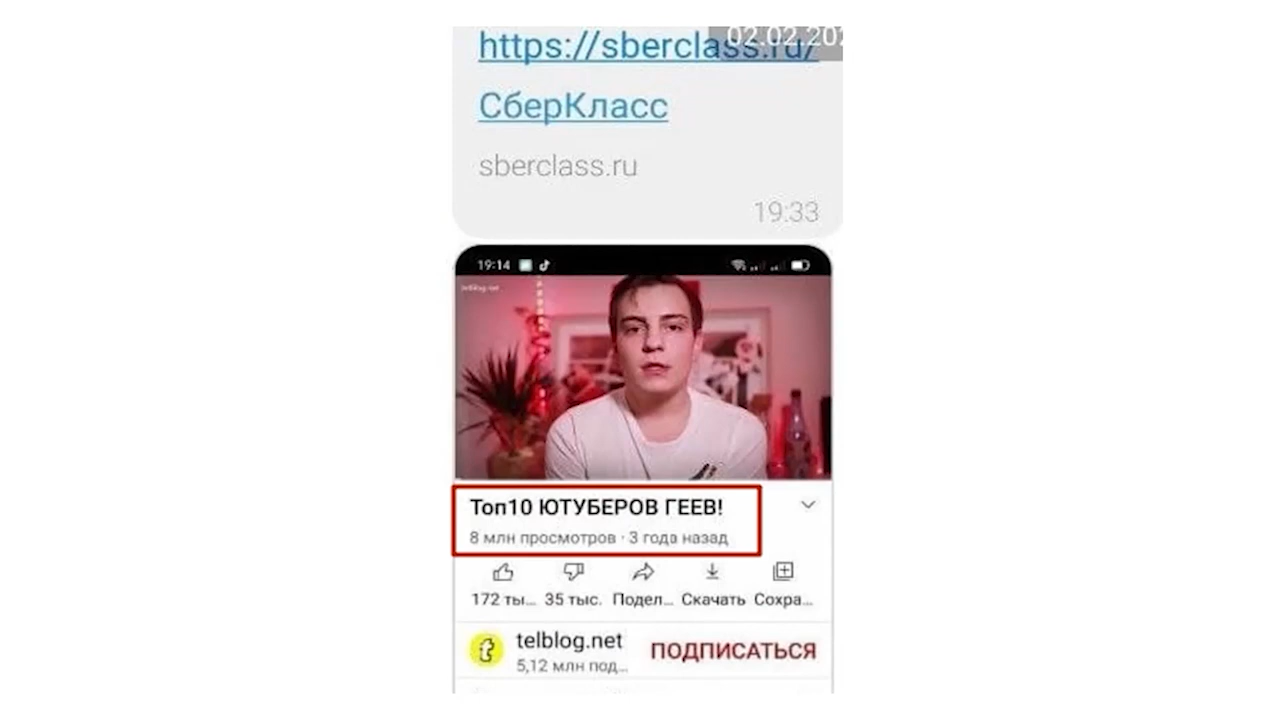 02.02.202
https://sberclass.ru/
СберКласс
sberclass.ru
19:33
19:14
telblog.net
Топ10 ЮТУБЕРОВ ГЕЕВ!
8 млн просмотров · 3 года назад
172 ты... 35 тыс. Подел... Скачать Сохра...
telblog.net ПОДПИСАТЬСЯ
5,12 млн под...